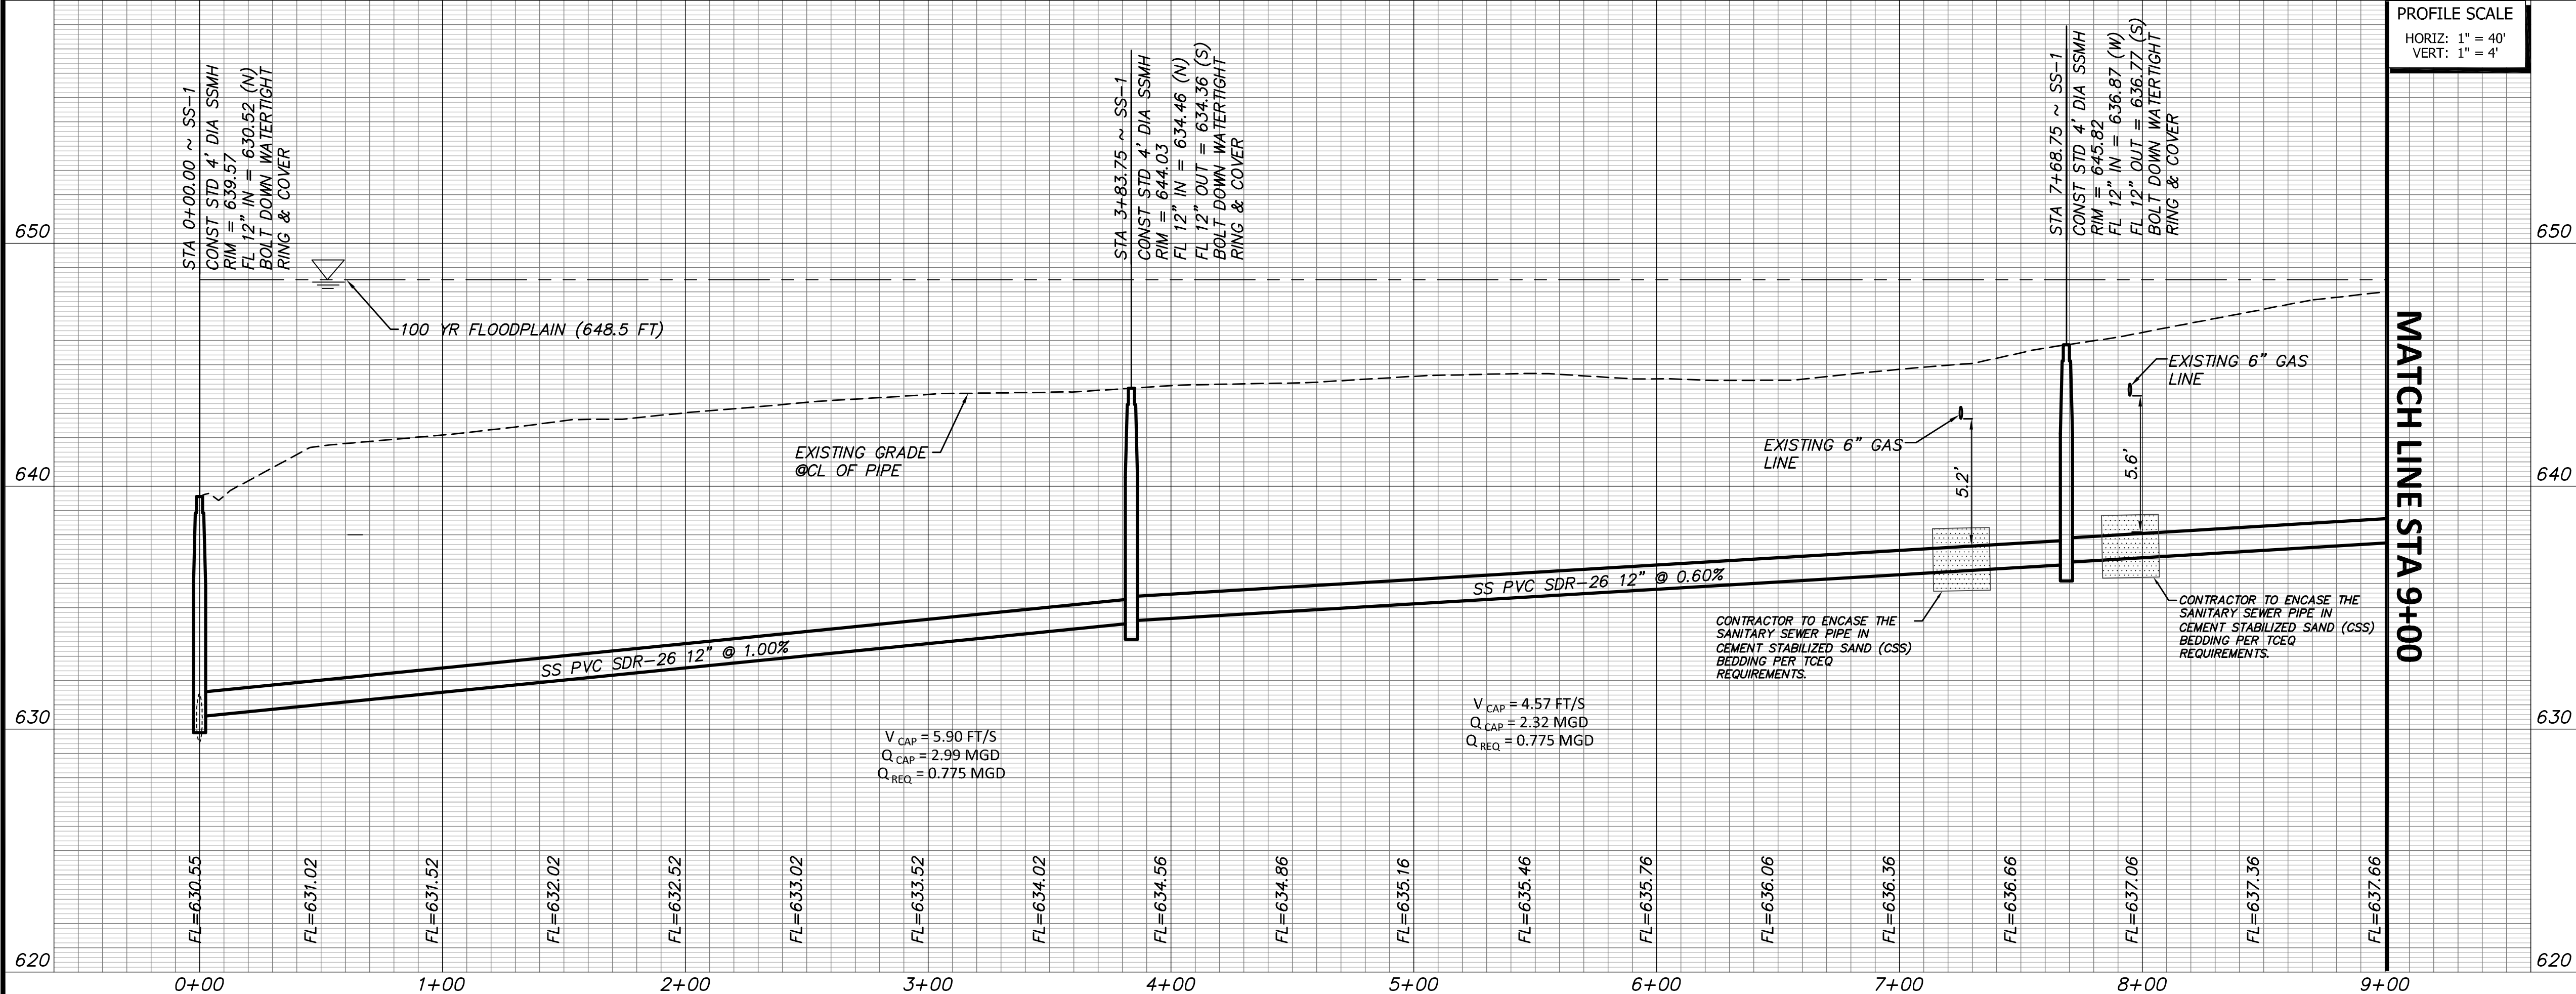 PROFILE SCALE
HORIZ: 1" = 40'
VERT: 1" = 4'
STA 0+00.00 ~ SS-1
CONST STD 4' DIA SSMH
RIM = 639.57
FL 12" IN = 630.52 (N)
BOLT DOWN WATERTIGHT
RING & COVER
STA 3+83.75 ~ SS-1
CONST STD 4' DIA SSMH
RIM = 644.03
FL 12" IN = 634.46 (N)
FL 12" OUT = 634.36 (S)
BOLT DOWN WATERTIGHT
RING & COVER
STA 7+68.75 ~ SS-1
CONST STD 4' DIA SSMH
RIM = 645.82
FL 12" IN = 636.87 (W)
FL 12" OUT = 636.77 (S)
BOLT DOWN WATERTIGHT
RING & COVER
650
650
100 YR FLOODPLAIN (648.5 FT)
EXISTING GRADE
@CL OF PIPE
EXISTING 6" GAS
LINE
5.2'
EXISTING 6" GAS
LINE
5.6'
MATCH LINE STA 9+00
640
640
SS PVC SDR-26 12" @ 1.00%
SS PVC SDR-26 12" @ 0.60%
CONTRACTOR TO ENCASE THE
SANITARY SEWER PIPE IN
CEMENT STABILIZED SAND (CSS)
BEDDING PER TCEQ
REQUIREMENTS.
CONTRACTOR TO ENCASE THE
SANITARY SEWER PIPE IN
CEMENT STABILIZED SAND (CSS)
BEDDING PER TCEQ
REQUIREMENTS.
630
630
V CAP = 5.90 FT/S
Q CAP = 2.99 MGD
Q REQ = 0.775 MGD
V CAP = 4.57 FT/S
Q CAP = 2.32 MGD
Q REQ = 0.775 MGD
FL=630.55
FL=631.02
FL=631.52
FL=632.02
FL=632.52
FL=633.02
FL=633.52
FL=634.02
FL=634.56
FL=634.86
FL=635.16
FL=635.46
FL=635.76
FL=636.06
FL=636.36
FL=636.66
FL=637.06
FL=637.36
FL=637.66
620
620
0+00
1+00
2+00
3+00
4+00
5+00
6+00
7+00
8+00
9+00